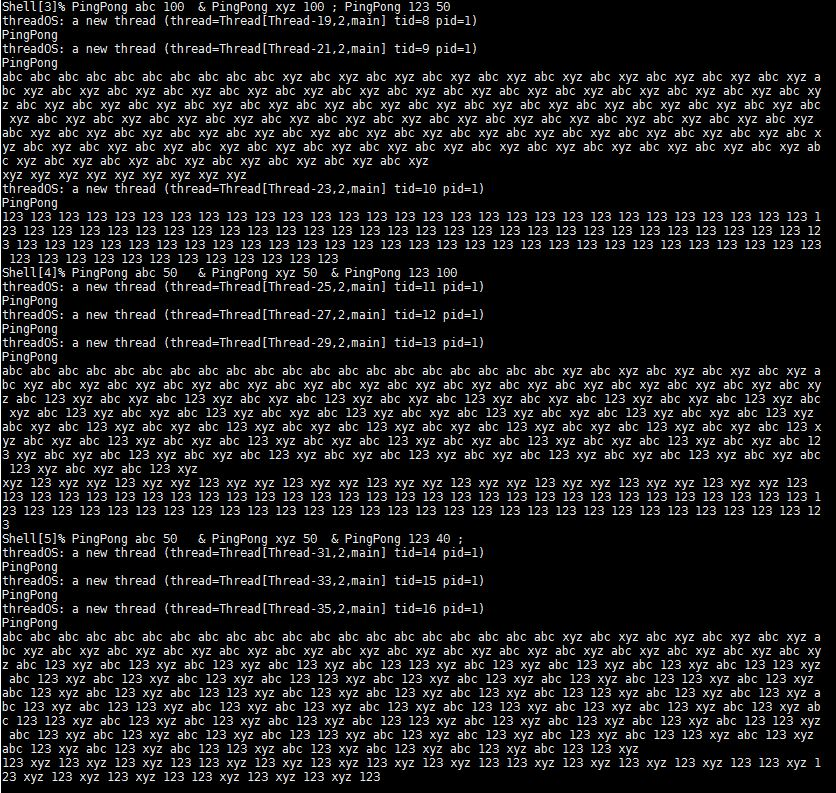 Shell[3]% PingPong abc 100  & PingPong xyz 100 ; PingPong 123 50
threadOS: a new thread (thread=Thread[Thread-19,2,main] tid=8 pid=1)
PingPong
threadOS: a new thread (thread=Thread[Thread-21,2,main] tid=9 pid=1)
PingPong
abc abc abc abc abc abc abc abc abc abc xyz abc xyz abc xyz abc xyz abc xyz abc xyz abc xyz abc xyz abc xyz abc xyz a
bc xyz abc xyz abc xyz abc xyz abc xyz abc xyz abc xyz abc xyz abc xyz abc xyz abc xyz abc xyz abc xyz abc xyz abc xy
z abc xyz abc xyz abc xyz abc xyz abc xyz abc xyz abc xyz abc xyz abc xyz abc xyz abc xyz abc xyz abc xyz abc xyz abc
 xyz abc xyz abc xyz abc xyz abc xyz abc xyz abc xyz abc xyz abc xyz abc xyz abc xyz abc xyz abc xyz abc xyz abc xyz
abc xyz abc xyz abc xyz abc xyz abc xyz abc xyz abc xyz abc xyz abc xyz abc xyz abc xyz abc xyz abc xyz abc xyz abc x
yz abc xyz abc xyz abc xyz abc xyz abc xyz abc xyz abc xyz abc xyz abc xyz abc xyz abc xyz abc xyz abc xyz abc xyz ab
c xyz abc xyz abc xyz abc xyz abc xyz abc xyz abc xyz
xyz xyz xyz xyz xyz xyz xyz xyz xyz
threadOS: a new thread (thread=Thread[Thread-23,2,main] tid=10 pid=1)
PingPong
123 123 123 123 123 123 123 123 123 123 123 123 123 123 123 123 123 123 123 123 123 123 123 123 123 123 123 123 123 1
23 123 123 123 123 123 123 123 123 123 123 123 123 123 123 123 123 123 123 123 123 123 123 123 123 123 123 123 123 12
3 123 123 123 123 123 123 123 123 123 123 123 123 123 123 123 123 123 123 123 123 123 123 123 123 123 123 123 123 123
 123 123 123 123 123 123 123 123 123 123 123 123
Shell[4]% PingPong abc 50   & PingPong xyz 50  & PingPong 123 100
threadOS: a new thread (thread=Thread[Thread-25,2,main] tid=11 pid=1)
PingPong
threadOS: a new thread (thread=Thread[Thread-27,2,main] tid=12 pid=1)
PingPong
threadOS: a new thread (thread=Thread[Thread-29,2,main] tid=13 pid=1)
PingPong
abc abc abc abc abc abc abc abc abc abc abc abc abc abc abc abc abc abc abc abc xyz abc xyz abc xyz abc xyz abc xyz a
bc xyz abc xyz abc xyz abc xyz abc xyz abc xyz abc xyz abc xyz abc xyz abc xyz abc xyz abc xyz abc xyz abc xyz abc xy
z abc 123 xyz abc xyz abc 123 xyz abc xyz abc 123 xyz abc xyz abc 123 xyz abc xyz abc 123 xyz abc xyz abc 123 xyz abc
 xyz abc 123 xyz abc xyz abc 123 xyz abc xyz abc 123 xyz abc xyz abc 123 xyz abc xyz abc 123 xyz abc xyz abc 123 xyz
abc xyz abc 123 xyz abc xyz abc 123 xyz abc xyz abc 123 xyz abc xyz abc 123 xyz abc xyz abc 123 xyz abc xyz abc 123 x
yz abc xyz abc 123 xyz abc xyz abc 123 xyz abc xyz abc 123 xyz abc xyz abc 123 xyz abc xyz abc 123 xyz abc xyz abc 12
3 xyz abc xyz abc 123 xyz abc xyz abc 123 xyz abc xyz abc 123 xyz abc xyz abc 123 xyz abc xyz abc 123 xyz abc xyz abc
 123 xyz abc xyz abc 123 xyz
xyz 123 xyz xyz 123 xyz xyz 123 xyz xyz 123 xyz xyz 123 xyz xyz 123 xyz xyz 123 xyz xyz 123 xyz xyz 123 xyz xyz 123
123 123 123 123 123 123 123 123 123 123 123 123 123 123 123 123 123 123 123 123 123 123 123 123 123 123 123 123 123 1
23 123 123 123 123 123 123 123 123 123 123 123 123 123 123 123 123 123 123 123 123 123 123 123 123 123 123 123 123 12
3
Shell[5]% PingPong abc 50   & PingPong xyz 50  & PingPong 123 40 ;
threadOS: a new thread (thread=Thread[Thread-31,2,main] tid=14 pid=1)
PingPong
threadOS: a new thread (thread=Thread[Thread-33,2,main] tid=15 pid=1)
PingPong
threadOS: a new thread (thread=Thread[Thread-35,2,main] tid=16 pid=1)
PingPong
abc abc abc abc abc abc abc abc abc abc abc abc abc abc abc abc abc abc abc abc xyz abc xyz abc xyz abc xyz abc xyz a
bc xyz abc xyz abc xyz abc xyz abc xyz abc xyz abc xyz abc xyz abc xyz abc xyz abc xyz abc xyz abc xyz abc xyz abc xy
z abc 123 xyz abc 123 xyz abc 123 xyz abc 123 xyz abc 123 xyz abc 123 xyz abc 123 xyz abc 123 xyz abc 123 123 xyz
 abc 123 xyz abc 123 xyz abc 123 123 xyz abc 123 xyz abc 123 xyz abc 123 123 xyz abc 123 xyz abc 123 xyz abc 123 123 xyz
abc 123 xyz abc 123 xyz abc 123 123 xyz abc 123 xyz abc 123 xyz abc 123 123 xyz abc 123 xyz abc 123 xyz abc 123 123 xyz a
bc 123 xyz abc 123 xyz abc 123 123 xyz abc 123 xyz abc 123 xyz abc 123 123 xyz abc 123 xyz abc 123 xyz ab
c 123 123 xyz abc 123 xyz abc 123 xyz abc 123 123 xyz abc 123 xyz abc 123 xyz abc 123 123 xyz abc 123 xyz abc 123 xyz
 abc 123 xyz abc 123 123 xyz abc 123 xyz abc 123 xyz abc 123 123 xyz abc 123 xyz abc 123 xyz abc 123 123 xyz abc 123 xyz
abc 123 xyz abc 123 xyz abc 123 123 xyz abc 123 xyz abc 123 xyz abc 123 123 xyz
123 xyz 123 xyz 123 123 xyz 123 xyz 123 xyz 123 123 xyz 123 xyz 123 123 xyz 123 xyz 123 xyz 123 123 xyz 1
23 xyz 123 xyz 123 123 xyz 123 xyz 123 xyz 123